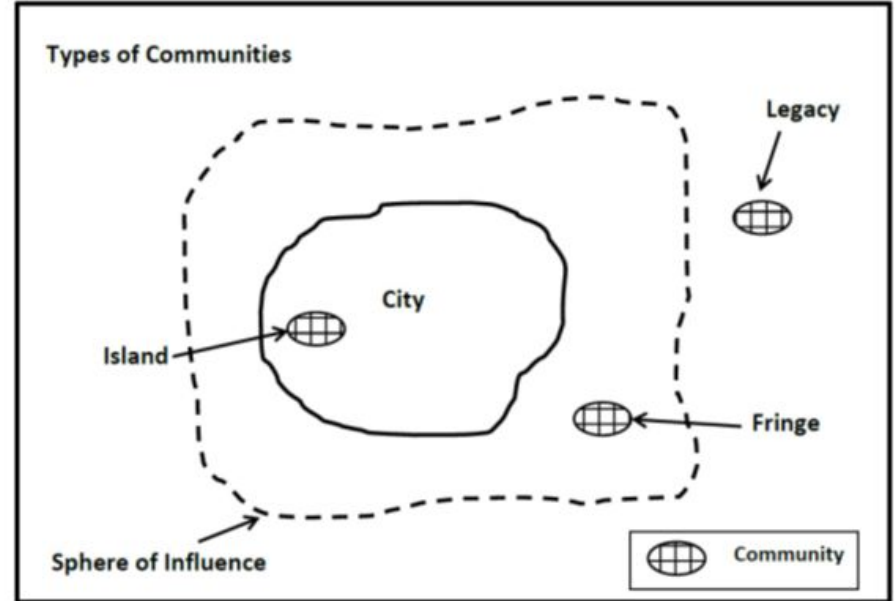 Types of Communities
Legacy
City
Island
Fringe
Sphere of Influence
Community